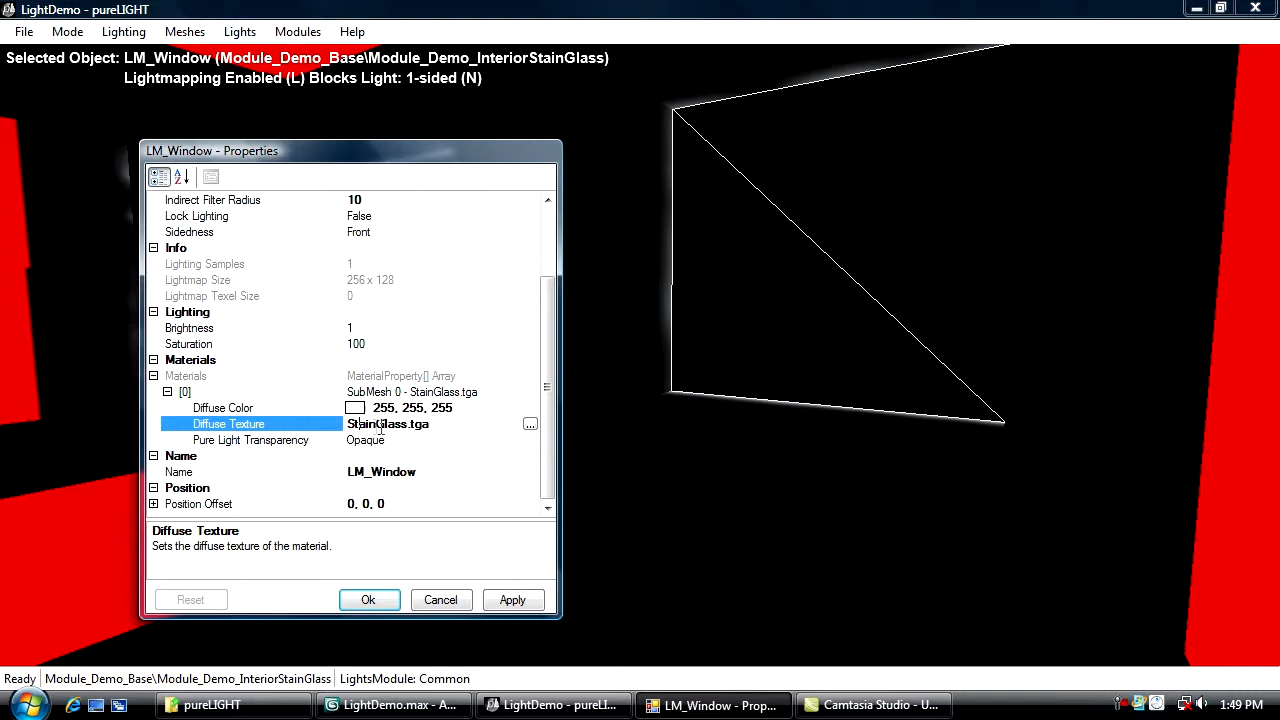 LightDemo - pureLIGHT
File Mode Lighting Meshes Lights Modules Help
Selected Object: LM_Window (Module_Demo_Base\Module_Demo_InteriorStainGlass)
Lightmapping Enabled (L) Blocks Light: 1-sided (N)
LM_Window - Properties
Indirect Filter Radius 10
Lock Lighting False
Sidedness Front
Info
Lighting Samples 1
Lightmap Size 256 x 128
Lightmap Texel Size 0
Lighting
Brightness 1
Saturation 100
Materials
Materials MaterialProperty[] Array
[0] SubMesh 0 - StainGlass.tga
Diffuse Color 255, 255, 255
Diffuse Texture StainGlass.tga ...
Pure Light Transparency Opaque
Name
Name LM_Window
Position
Position Offset 0, 0, 0
Diffuse Texture
Sets the diffuse texture of the material.
Reset Ok Cancel Apply
Ready Module_Demo_Base\Module_Demo_InteriorStainGlass LightsModule: Common
pureLIGHT LightDemo.max - A... LightDemo - pureLI... LM_Window - Prop... Camtasia Studio - U... 1:49 PM